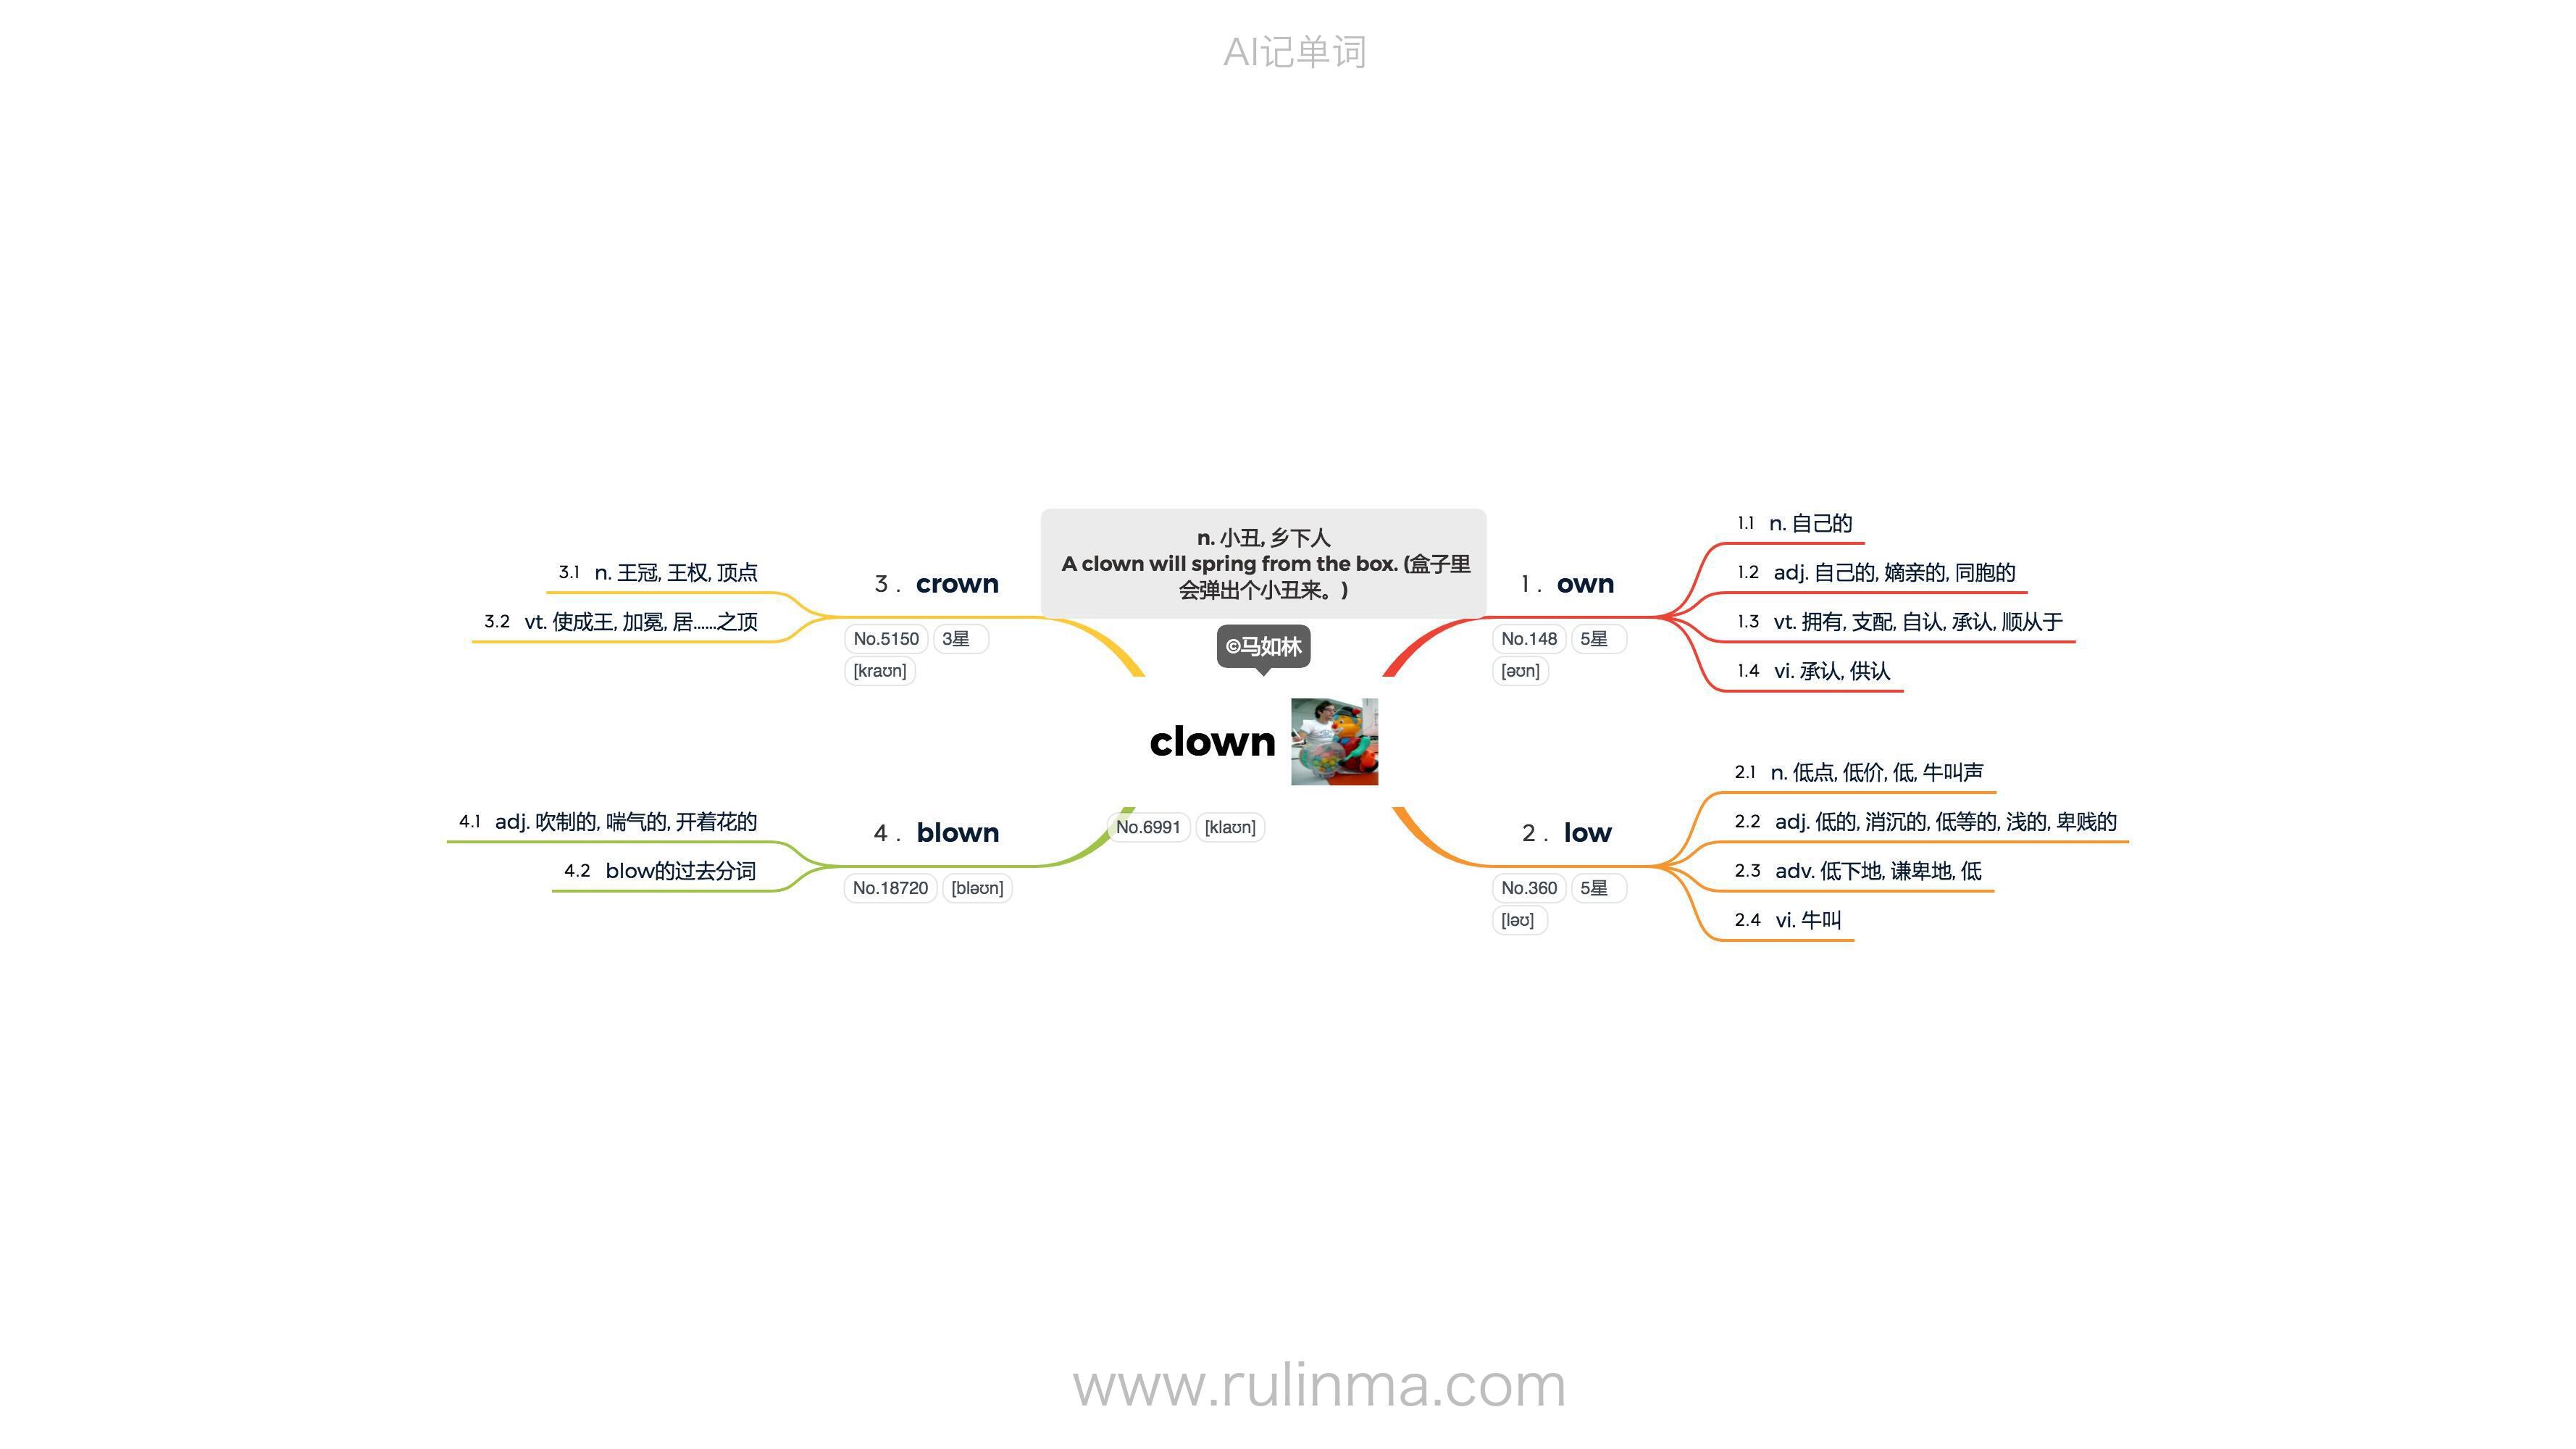 AI记单词
n. 小丑, 乡下人
A clown will spring from the box. (盒子里
会弹出个小丑来。)
©马如林
clown
No.6991 [klaʊn]
1. own
No.148 5星
[əʊn]
1.1 n. 自己的
1.2 adj. 自己的, 嫡亲的, 同胞的
1.3 vt. 拥有, 支配, 自认, 承认, 顺从于
1.4 vi. 承认, 供认
2. low
No.360 5星
[ləʊ]
2.1 n. 低点, 低价, 低, 牛叫声
2.2 adj. 低的, 消沉的, 低等的, 浅的, 卑贱的
2.3 adv. 低下地, 谦卑地, 低
2.4 vi. 牛叫
3. crown
No.5150 3星
[kraʊn]
3.1 n. 王冠, 王权, 顶点
3.2 vt. 使成王, 加冕, 居……之顶
4. blown
No.18720 [bləʊn]
4.1 adj. 吹制的, 喘气的, 开着花的
4.2 blow的过去分词
www.rulinma.com